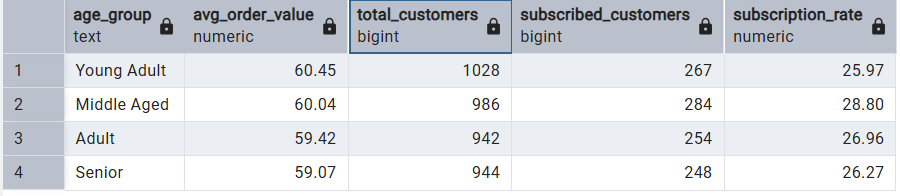 age_group avg_order_value total_customers subscribed_customers subscription_rate
text numeric bigint bigint numeric
1 Young Adult 60.45 1028 267 25.97
2 Middle Aged 60.04 986 284 28.80
3 Adult 59.42 942 254 26.96
4 Senior 59.07 944 248 26.27